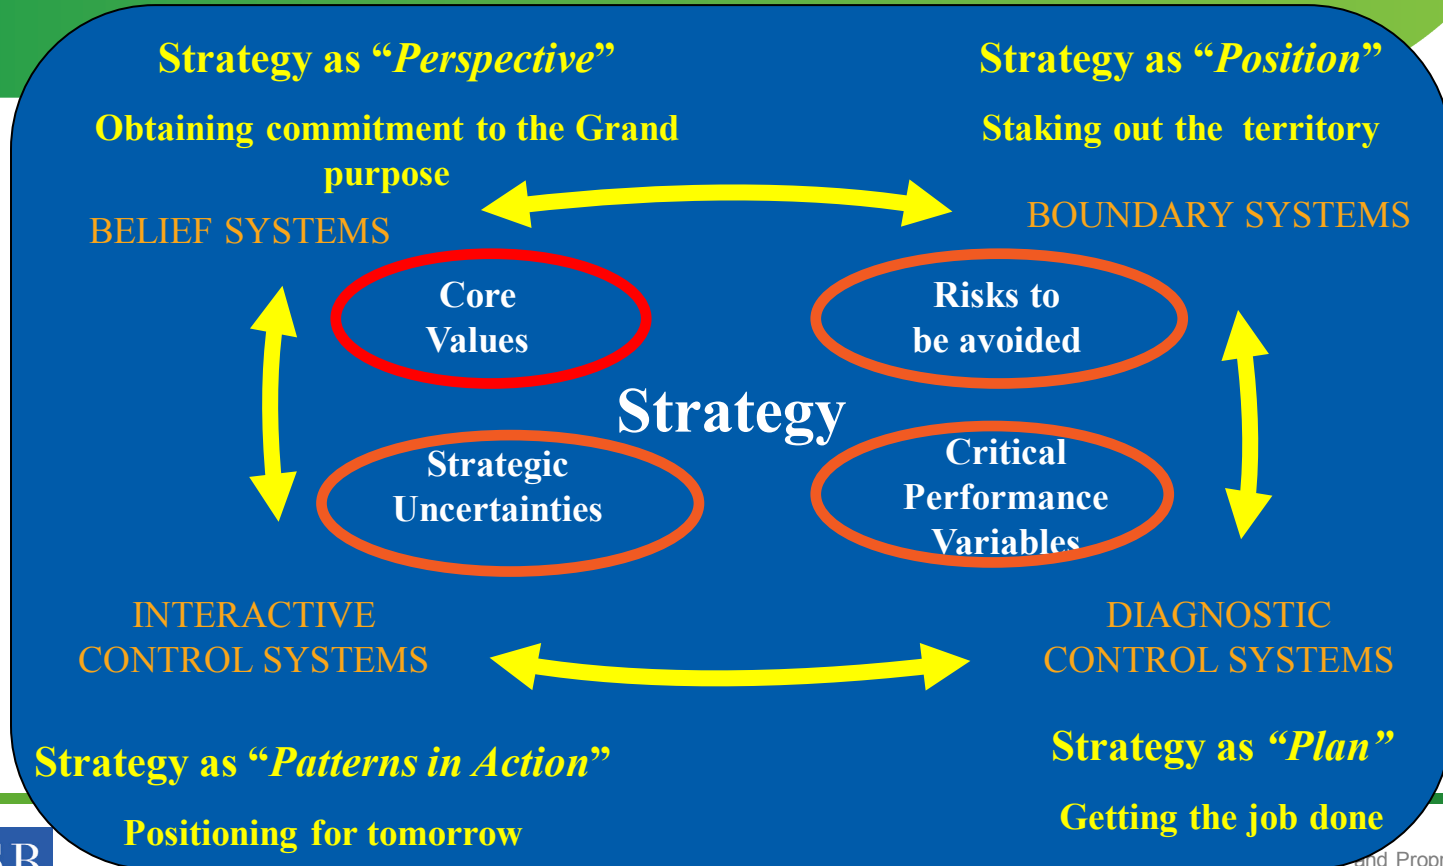 Strategy as “Perspective”
Obtaining commitment to the Grand
purpose
BELIEF SYSTEMS
Strategy as “Position”
Staking out the territory
BOUNDARY SYSTEMS
Core
Values
Risks to
be avoided
Strategy
Strategic
Uncertainties
Critical
Performance
Variables
INTERACTIVE
CONTROL SYSTEMS
DIAGNOSTIC
CONTROL SYSTEMS
Strategy as “Patterns in Action”
Positioning for tomorrow
Strategy as “Plan”
Getting the job done
and Propr